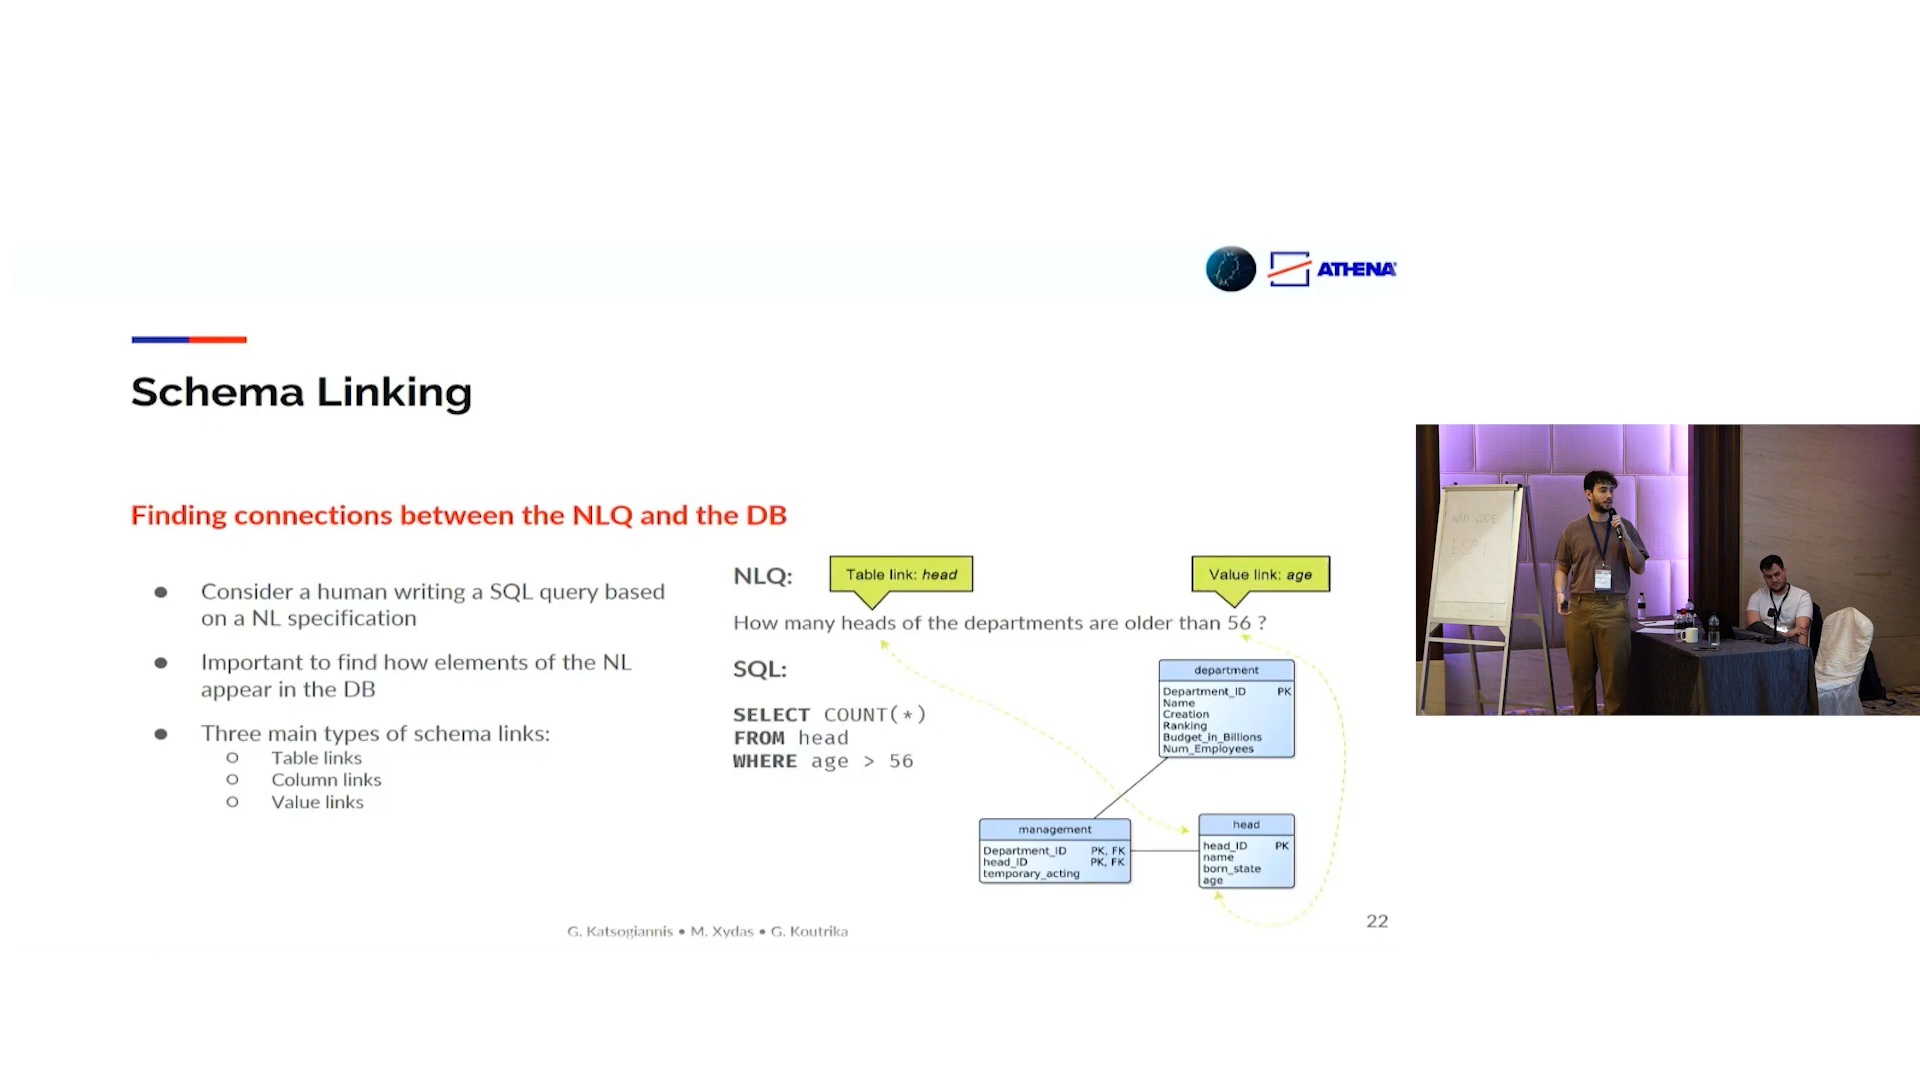 ATHENA
Schema Linking
Finding connections between the NLQ and the DB
● Consider a human writing a SQL query based
on a NL specification
● Important to find how elements of the NL
appear in the DB
● Three main types of schema links:
○ Table links
○ Column links
○ Value links
NLQ:
Table link: head
Value link: age
How many heads of the departments are older than 56 ?
SQL:
SELECT COUNT(*)
FROM head
WHERE age > 56
department
Department_ID PK
Name
Creation
Ranking
Budget_in_Billions
Num_Employees
management
Department_ID PK, FK
head_ID PK, FK
temporary_acting
head
head_ID PK
name
born_state
age
G. Katsogiannis • M. Xydas • G. Koutrika
22
CODE